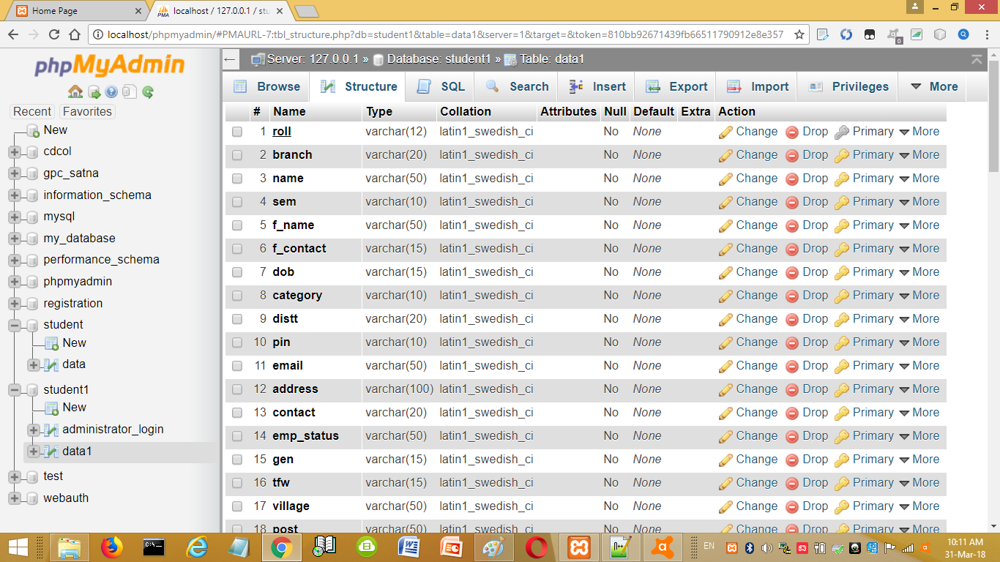 Home Page
localhost / 127.0.0.1 / stu
localhost/phpmyadmin/#PMAURL-7:tbl_structure.php?db=student1&table=data1&server=1&target=&token=810bb92671439fb66511790912e8e357
phpMyAdmin
Recent Favorites
New
cdcol
gpc_satna
information_schema
mysql
my_database
performance_schema
phpmyadmin
registration
student
New
data
student1
New
administrator_login
data1
test
webauth
Server: 127.0.0.1 » Database: student1 » Table: data1
Browse Structure SQL Search Insert Export Import Privileges More
# Name Type Collation Attributes Null Default Extra Action
1 roll varchar(12) latin1_swedish_ci No None Change Drop Primary More
2 branch varchar(20) latin1_swedish_ci No None Change Drop Primary More
3 name varchar(50) latin1_swedish_ci No None Change Drop Primary More
4 sem varchar(10) latin1_swedish_ci No None Change Drop Primary More
5 f_name varchar(50) latin1_swedish_ci No None Change Drop Primary More
6 f_contact varchar(15) latin1_swedish_ci No None Change Drop Primary More
7 dob varchar(15) latin1_swedish_ci No None Change Drop Primary More
8 category varchar(10) latin1_swedish_ci No None Change Drop Primary More
9 distt varchar(20) latin1_swedish_ci No None Change Drop Primary More
10 pin varchar(10) latin1_swedish_ci No None Change Drop Primary More
11 email varchar(50) latin1_swedish_ci No None Change Drop Primary More
12 address varchar(100) latin1_swedish_ci No None Change Drop Primary More
13 contact varchar(20) latin1_swedish_ci No None Change Drop Primary More
14 emp_status varchar(15) latin1_swedish_ci No None Change Drop Primary More
15 gen varchar(15) latin1_swedish_ci No None Change Drop Primary More
16 tfw varchar(15) latin1_swedish_ci No None Change Drop Primary More
17 village varchar(50) latin1_swedish_ci No None Change Drop Primary More
18 post varchar(50) latin1_swedish_ci No None Change Drop Primary More
EN
10:11 AM
31-Mar-18